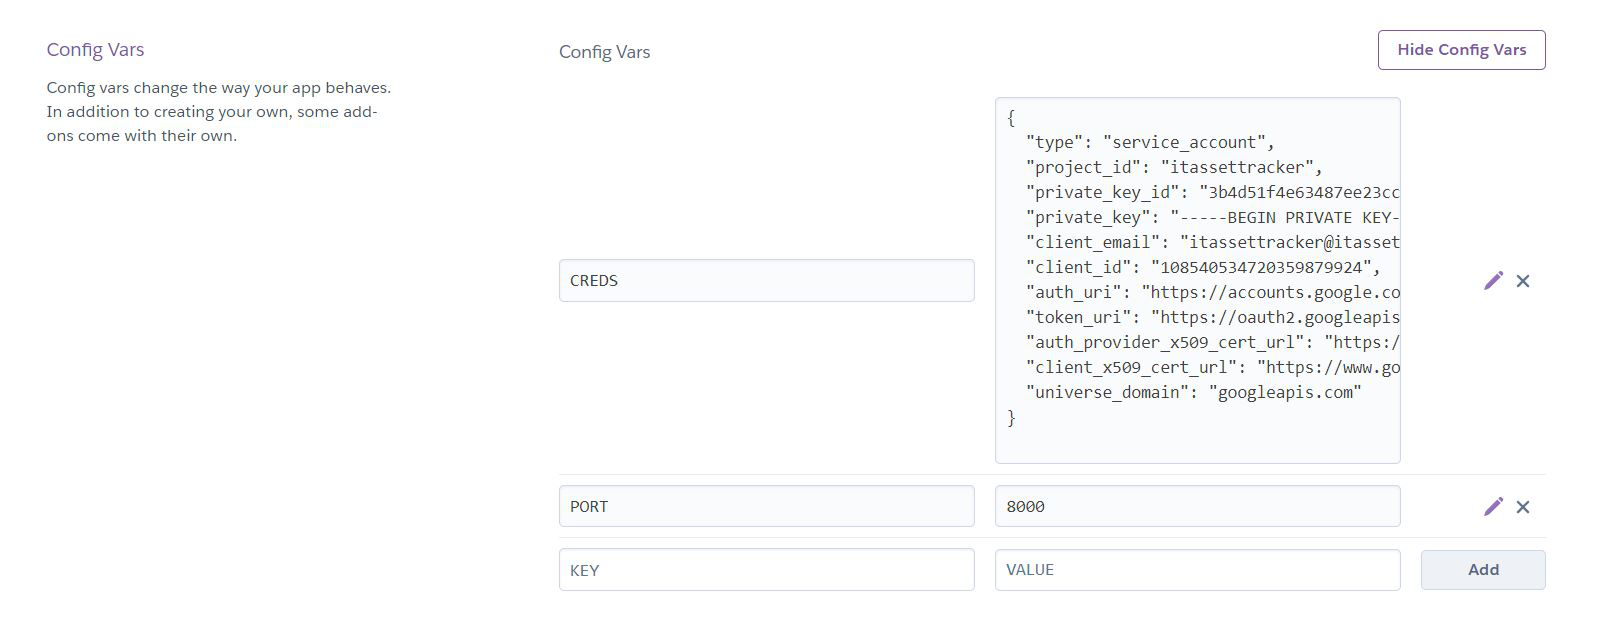 Config Vars
Config vars change the way your app behaves.
In addition to creating your own, some add-
ons come with their own.
Config Vars
Hide Config Vars
CREDS
{
  "type": "service_account",
  "project_id": "itassettracker",
  "private_key_id": "3b4d51f4e63487ee23cc
  "private_key": "-----BEGIN PRIVATE KEY-
  "client_email": "itassettracker@itasset
  "client_id": "108540534720359879924",
  "auth_uri": "https://accounts.google.co
  "token_uri": "https://oauth2.googleapis
  "auth_provider_x509_cert_url": "https:/
  "client_x509_cert_url": "https://www.go
  "universe_domain": "googleapis.com"
}
PORT
8000
KEY
VALUE
Add